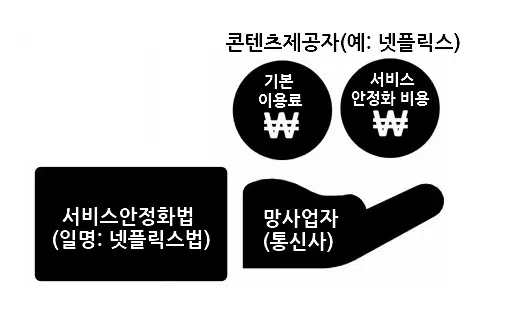 콘텐츠제공자(예: 넷플릭스)
기본
이용료
₩
서비스
안정화 비용
₩
서비스안정화법
(일명: 넷플릭스법)
망사업자
(통신사)